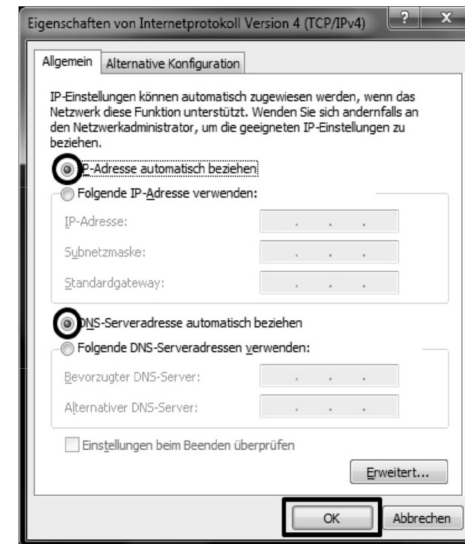 Eigenschaften von Internetprotokoll Version 4 (TCP/IPv4)
? X
Allgemein Alternative Konfiguration
IP-Einstellungen können automatisch zugewiesen werden, wenn das
Netzwerk diese Funktion unterstützt. Wenden Sie sich andernfalls an
den Netzwerkadministrator, um die geeigneten IP-Einstellungen zu
beziehen.
IP-Adresse automatisch beziehen
Folgende IP-Adresse verwenden:
IP-Adresse: . . .
Subnetzmaske: . . .
Standardgateway: . . .
DNS-Serveradresse automatisch beziehen
Folgende DNS-Serveradressen verwenden:
Bevorzugter DNS-Server: . . .
Alternativer DNS-Server: . . .
Einstellungen beim Beenden überprüfen
Erweitert...
OK Abbrechen